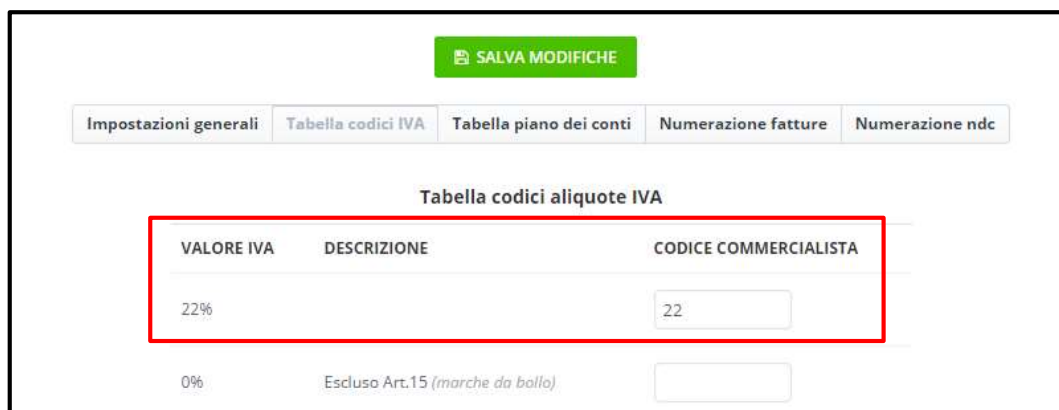 SALVA MODIFICHE
Impostazioni generali Tabella codici IVA Tabella piano dei conti Numerazione fatture Numerazione ndc
Tabella codici aliquote IVA
VALORE IVA DESCRIZIONE CODICE COMMERCIALISTA
22% 22
0% Escluso Art.15 (marche da bollo)